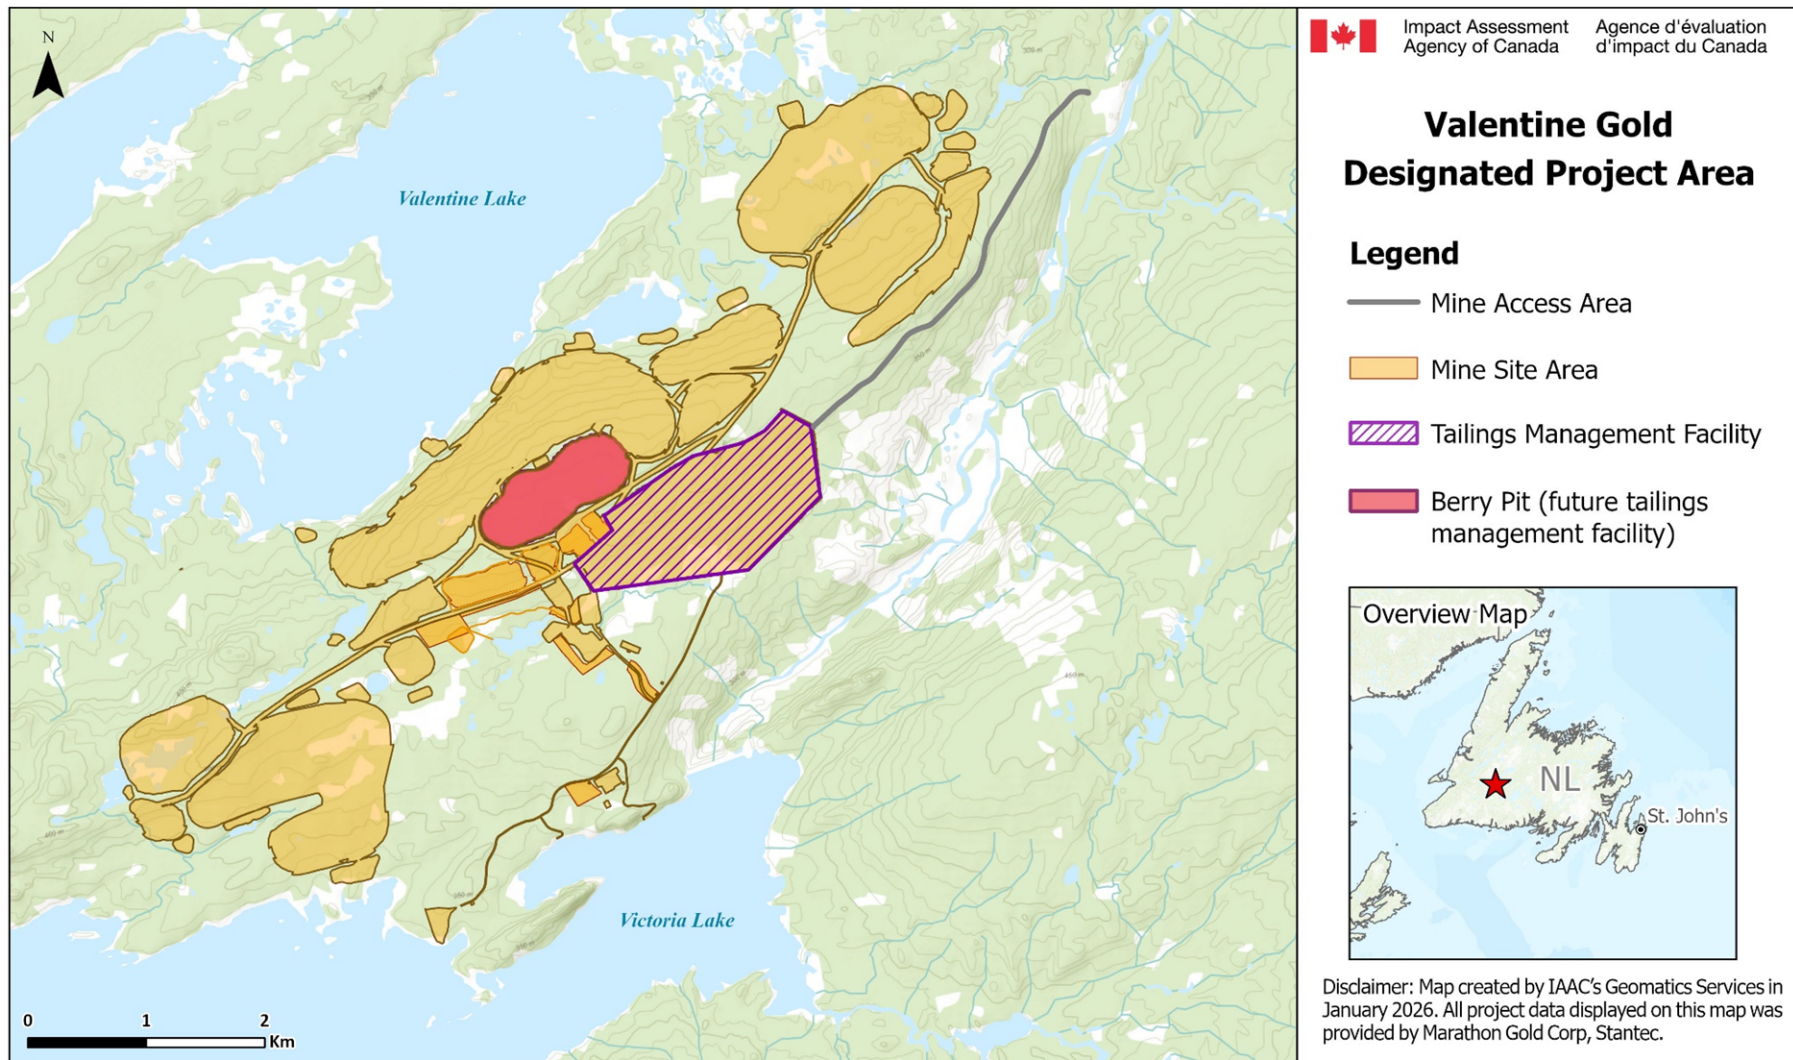 N
Valentine Lake
Victoria Lake
0 1 2
Km
Impact Assessment
Agency of Canada
Agence d'évaluation
d'impact du Canada
Valentine Gold
Designated Project Area
Legend
Mine Access Area
Mine Site Area
Tailings Management Facility
Berry Pit (future tailings
management facility)
Overview Map
NL
St. John's
Disclaimer: Map created by IAAC's Geomatics Services in
January 2026. All project data displayed on this map was
provided by Marathon Gold Corp, Stantec.